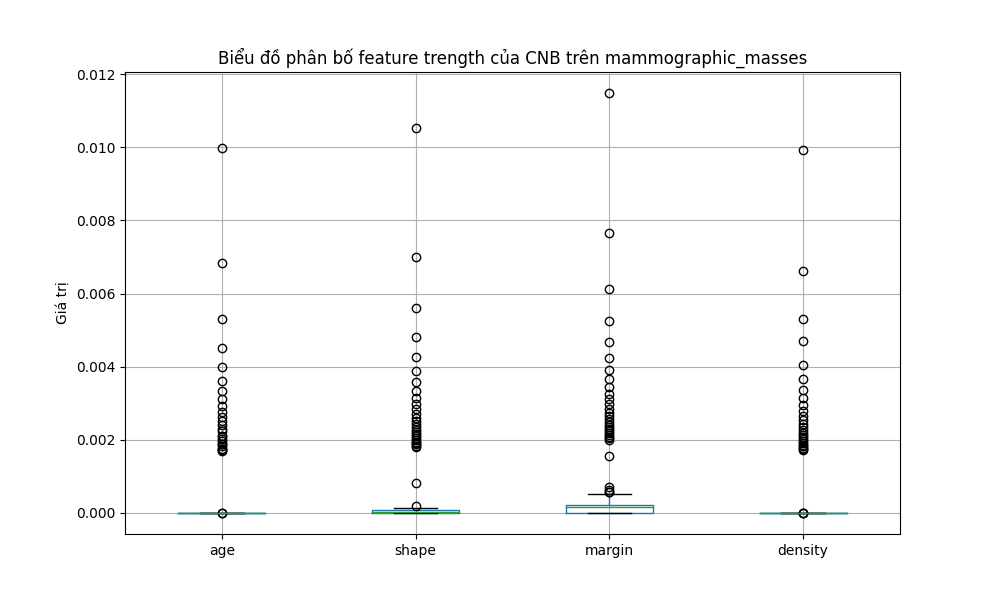 Biểu đồ phân bố feature trength của CNB trên mammographic_masses
Giá trị
0.012
0.010
0.008
0.006
0.004
0.002
0.000
age
shape
margin
density